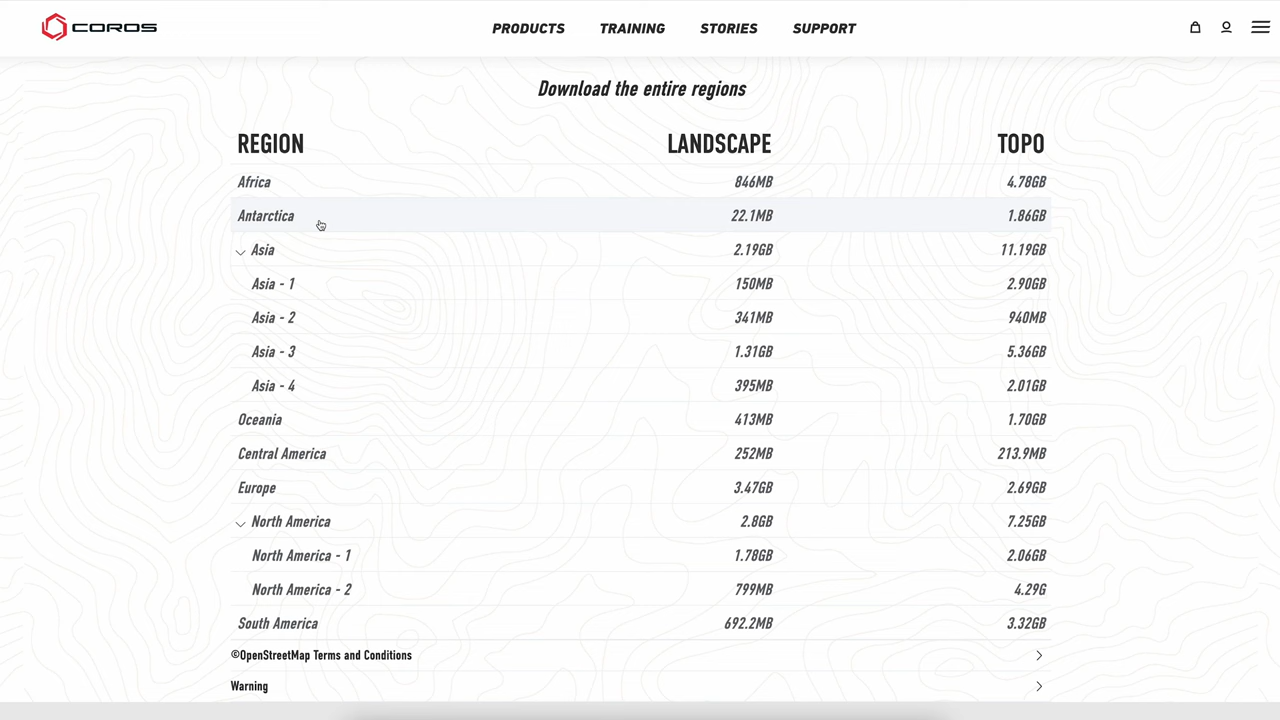 COROS PRODUCTS TRAINING STORIES SUPPORT
Download the entire regions
REGION LANDSCAPE TOPO
Africa 846MB 4.78GB
Antarctica 22.1MB 1.86GB
Asia 2.19GB 11.19GB
Asia - 1 150MB 2.90GB
Asia - 2 341MB 940MB
Asia - 3 1.31GB 5.36GB
Asia - 4 395MB 2.01GB
Oceania 413MB 1.70GB
Central America 252MB 213.9MB
Europe 3.47GB 2.69GB
North America 2.8GB 7.25GB
North America - 1 1.78GB 2.06GB
North America - 2 799MB 4.29G
South America 692.2MB 3.32GB
©OpenStreetMap Terms and Conditions
Warning